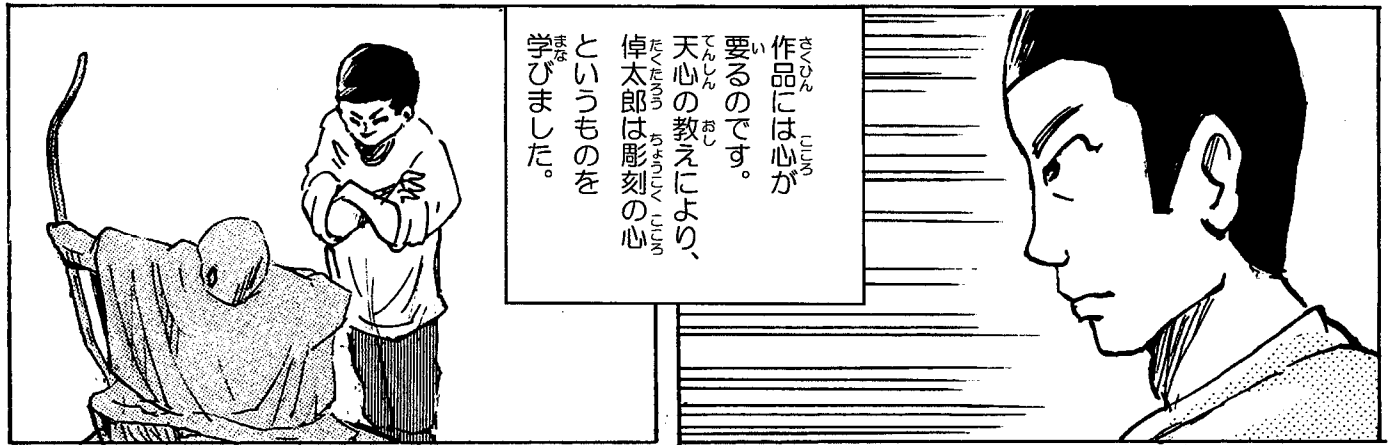 作品には心が
要るのです。
天心の教えにより、
倬太郎は彫刻の心
というものを
学びました。